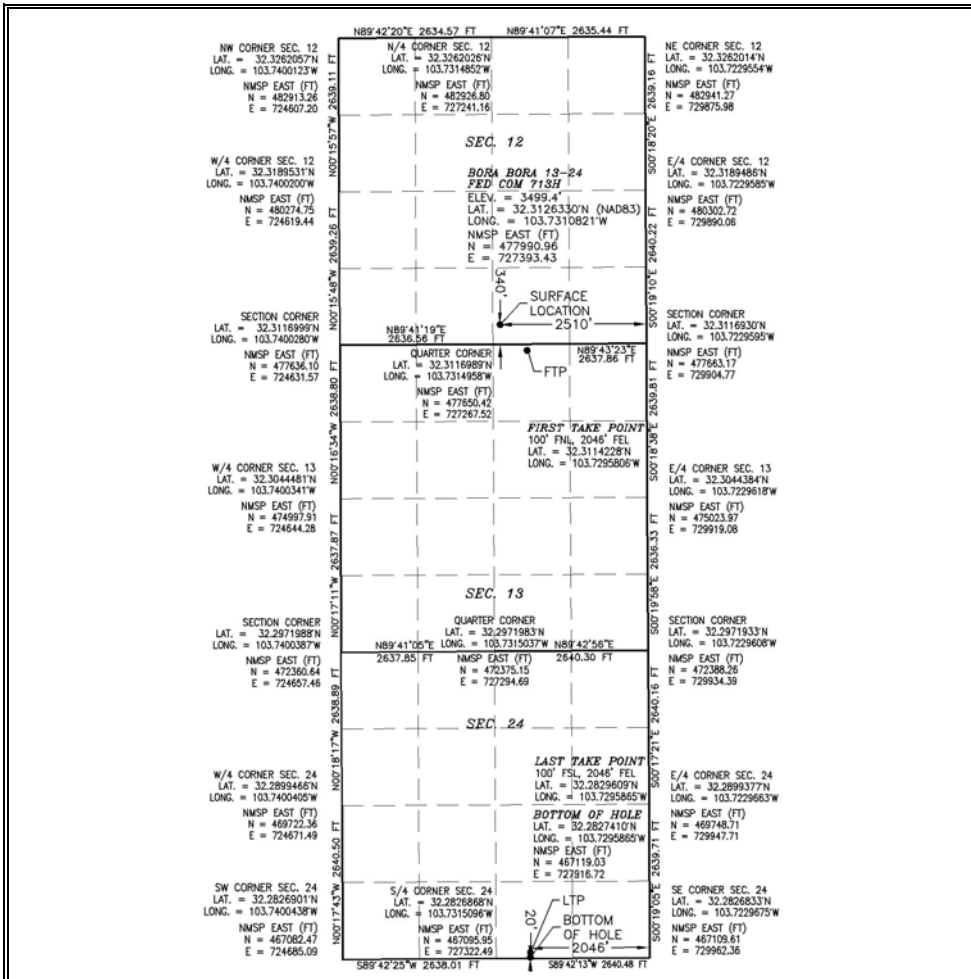 N89°42'20"E 2634.57 FT
N89°41'07"E 2635.44 FT
NW CORNER SEC. 12
LAT. = 32.3262057'N
LONG. = 103.7400123'W
NMSP EAST (FT)
N = 482913.26
E = 724607.20
N/4 CORNER SEC. 12
LAT. = 32.3262026'N
LONG. = 103.7314852'W
NMSP EAST (FT)
N = 482926.80
E = 727241.16
NE CORNER SEC. 12
LAT. = 32.3262014'N
LONG. = 103.7229554'W
NMSP EAST (FT)
N = 482941.27
E = 729875.98
N00°15'57"W 2639.11 FT
S00°18'20"E 2639.16 FT
SEC. 12
W/4 CORNER SEC. 12
LAT. = 32.3189531'N
LONG. = 103.7400200'W
NMSP EAST (FT)
N = 480274.75
E = 724619.44
BORA BORA 13-24
FED COM 713H
ELEV. = 3499.4'
LAT. = 32.3126330'N (NAD83)
LONG. = 103.7310821'W
NMSP EAST (FT)
N = 477990.96
E = 727393.43
E/4 CORNER SEC. 12
LAT. = 32.3189486'N
LONG. = 103.7229585'W
NMSP EAST (FT)
N = 480302.72
E = 729890.06
N00°15'48"W 2639.26 FT
S00°19'10"E 2640.22 FT
340'
SURFACE
LOCATION
2510'
SECTION CORNER
LAT. = 32.3116999'N
LONG. = 103.7400280'W
NMSP EAST (FT)
N = 477636.10
E = 724631.57
N89°41'19"E
2636.56 FT
N89°43'23"E
2637.86 FT
QUARTER CORNER
LAT. = 32.3116989'N
LONG. = 103.7314958'W
NMSP EAST (FT)
N = 477650.42
E = 727267.52
FTP
SECTION CORNER
LAT. = 32.3116930'N
LONG. = 103.7229595'W
NMSP EAST (FT)
N = 477663.17
E = 729904.77
N00°16'34"W 2638.80 FT
S00°18'38"E 2639.81 FT
FIRST TAKE POINT
100' FNL, 2046' FEL
LAT. = 32.3114228'N
LONG. = 103.7295806'W
W/4 CORNER SEC. 13
LAT. = 32.3044481'N
LONG. = 103.7400341'W
NMSP EAST (FT)
N = 474997.91
E = 724644.28
E/4 CORNER SEC. 13
LAT. = 32.3044384'N
LONG. = 103.7229618'W
NMSP EAST (FT)
N = 475023.97
E = 729919.08
N00°17'11"W 2637.87 FT
S00°19'58"E 2636.33 FT
SEC. 13
SECTION CORNER
LAT. = 32.2971988'N
LONG. = 103.7400387'W
NMSP EAST (FT)
N = 472360.64
E = 724657.46
QUARTER CORNER
LAT. = 32.2971983'N
LONG. = 103.7315037'W
NMSP EAST (FT)
N = 472375.15
E = 727294.69
N89°41'05"E
2637.85 FT
N89°42'56"E
2640.30 FT
SECTION CORNER
LAT. = 32.2971933'N
LONG. = 103.7229608'W
NMSP EAST (FT)
N = 472388.26
E = 729934.39
N00°18'17"W 2638.89 FT
S00°17'21"E 2640.16 FT
SEC. 24
W/4 CORNER SEC. 24
LAT. = 32.2899466'N
LONG. = 103.7400405'W
NMSP EAST (FT)
N = 469722.36
E = 724671.49
LAST TAKE POINT
100' FSL, 2046' FEL
LAT. = 32.2829609'N
LONG. = 103.7295865'W
BOTTOM OF HOLE
LAT. = 32.2827410'N
LONG. = 103.7295865'W
NMSP EAST (FT)
N = 467119.03
E = 727916.72
E/4 CORNER SEC. 24
LAT. = 32.2899377'N
LONG. = 103.7229663'W
NMSP EAST (FT)
N = 469748.71
E = 729947.71
N00°17'43"W 2640.50 FT
S00°19'05"E 2639.71 FT
SW CORNER SEC. 24
LAT. = 32.2826901'N
LONG. = 103.7400438'W
NMSP EAST (FT)
N = 467082.47
E = 724685.09
S/4 CORNER SEC. 24
LAT. = 32.2826868'N
LONG. = 103.7315096'W
NMSP EAST (FT)
N = 467095.95
E = 727322.49
20'
LTP
BOTTOM
OF HOLE
2046'
SE CORNER SEC. 24
LAT. = 32.2826833'N
LONG. = 103.7229675'W
NMSP EAST (FT)
N = 467109.61
E = 729962.36
S89°42'25"W 2638.01 FT
S89°42'13"W 2640.48 FT